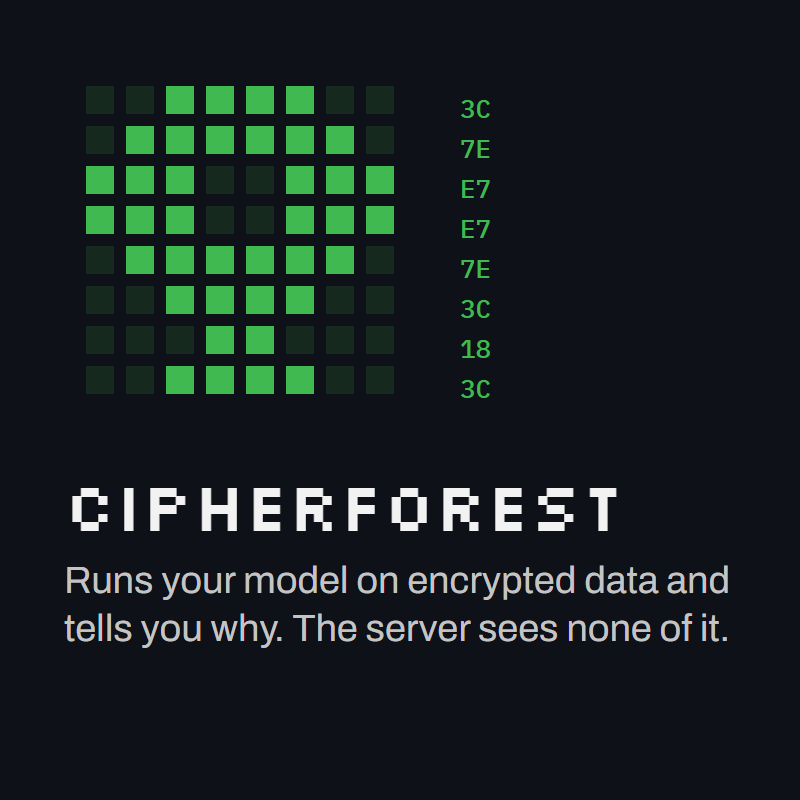 3C
7E
E7
E7
7E
3C
18
3C
CIPHERFOREST
Runs your model on encrypted data and
tells you why. The server sees none of it.